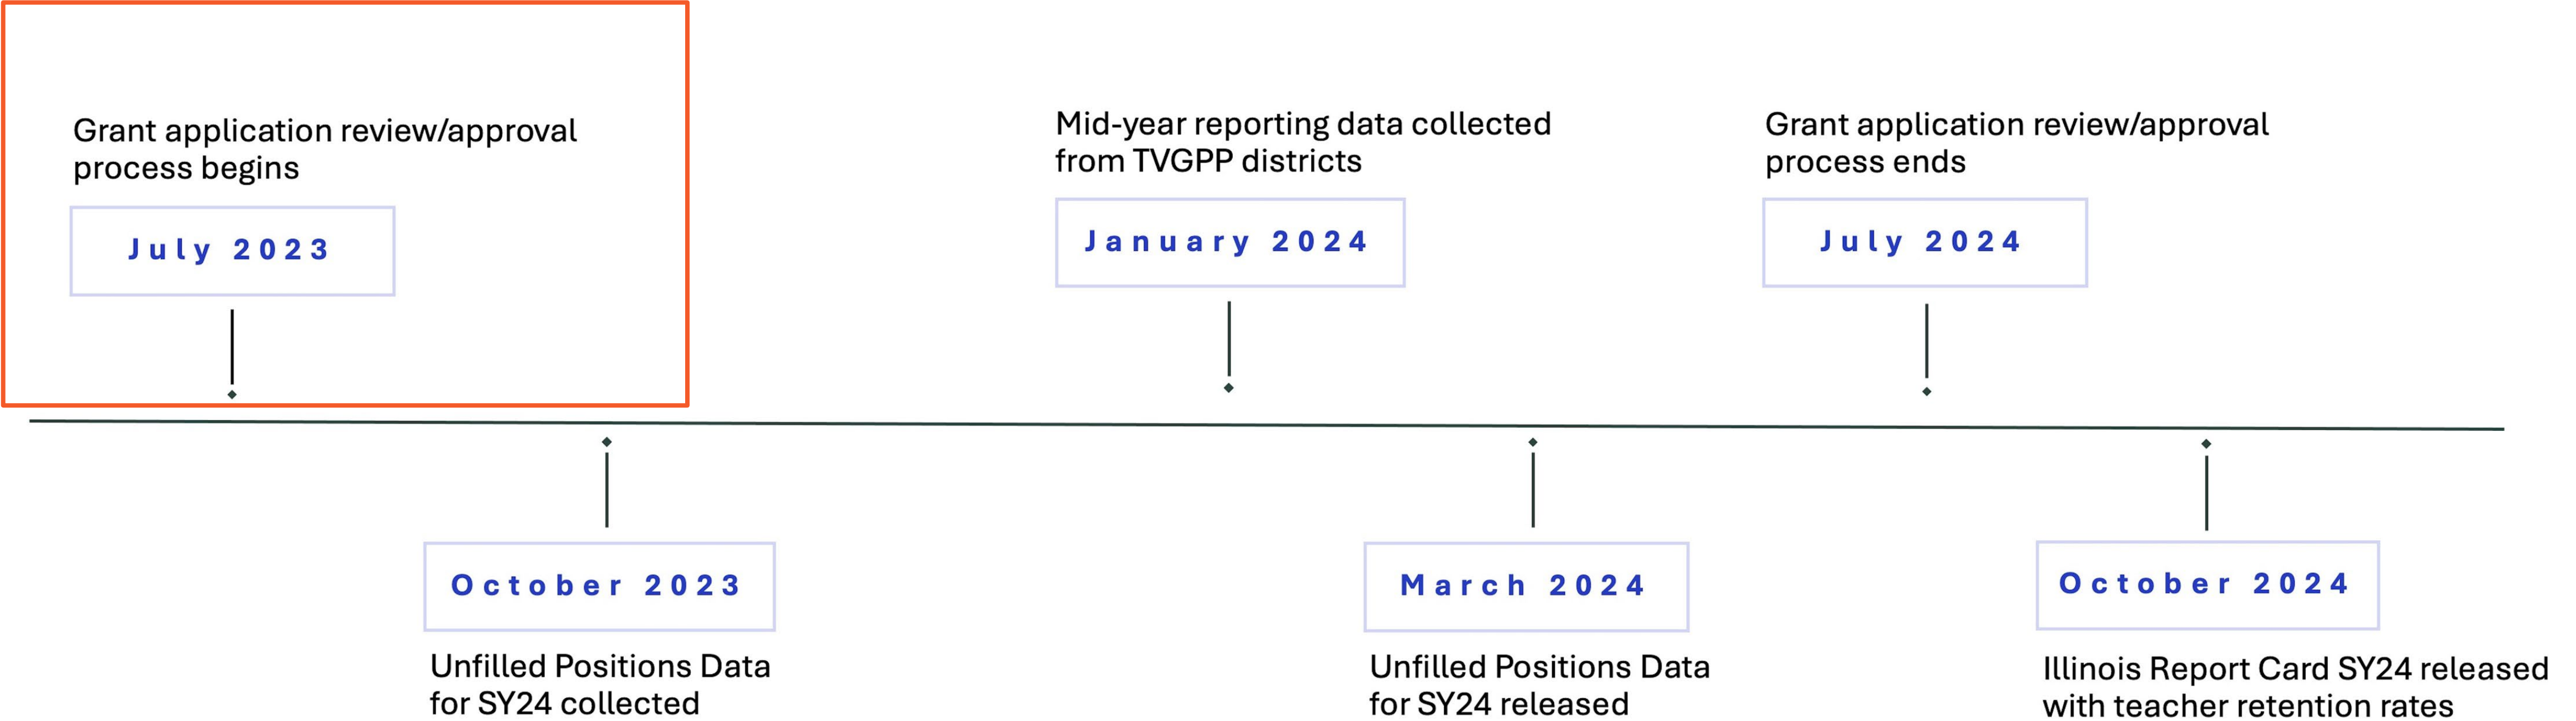 Grant application review/approval
process begins
July 2023
October 2023
Unfilled Positions Data
for SY24 collected
Mid-year reporting data collected
from TVGPP districts
January 2024
March 2024
Unfilled Positions Data
for SY24 released
Grant application review/approval
process ends
July 2024
October 2024
Illinois Report Card SY24 released
with teacher retention rates